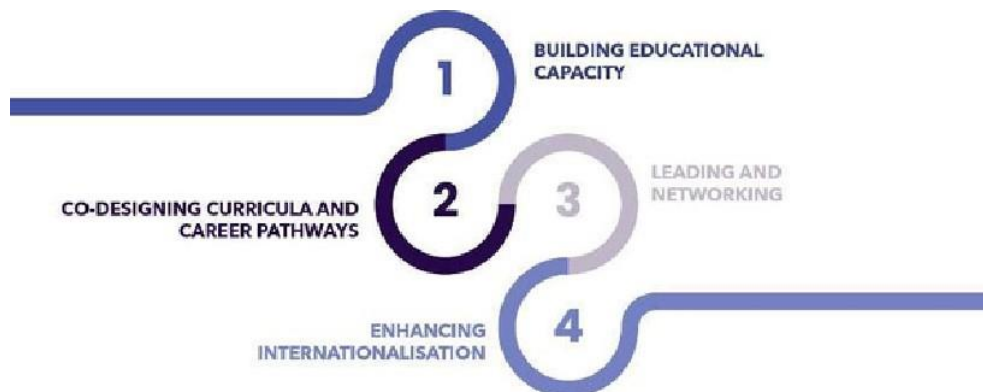 1
BUILDING EDUCATIONAL
CAPACITY
2
CO-DESIGNING CURRICULA AND
CAREER PATHWAYS
3
LEADING AND
NETWORKING
4
ENHANCING
INTERNATIONALISATION